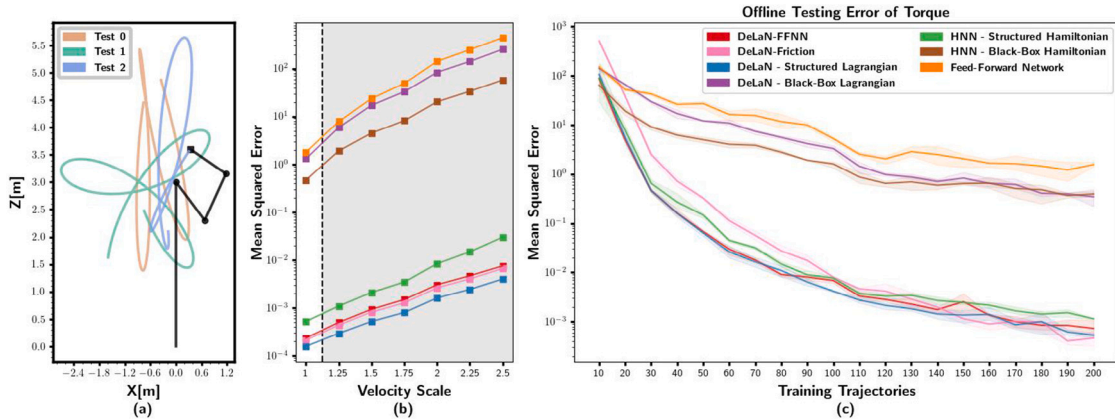 Test 0
Test 1
Test 2
Z[m]
5.5
5.0
4.5
4.0
3.5
3.0
2.5
2.0
1.5
1.0
0.5
0.0
−2.4 −1.8 −1.2 −0.6 0.0 0.6 1.2
X[m]
(a)
Mean Squared Error
10²
10¹
10⁰
10⁻¹
10⁻²
10⁻³
10⁻⁴
1 1.25 1.5 1.75 2 2.25 2.5
Velocity Scale
(b)
Offline Testing Error of Torque
DeLaN-FFNN
DeLaN-Friction
DeLaN - Structured Lagrangian
DeLaN - Black-Box Lagrangian
HNN - Structured Hamiltonian
HNN - Black-Box Hamiltonian
Feed-Forward Network
Mean Squared Error
10²
10¹
10⁰
10⁻¹
10⁻²
10⁻³
10 20 30 40 50 60 70 80 90 100 110 120 130 140 150 160 170 180 190 200
Training Trajectories
(c)